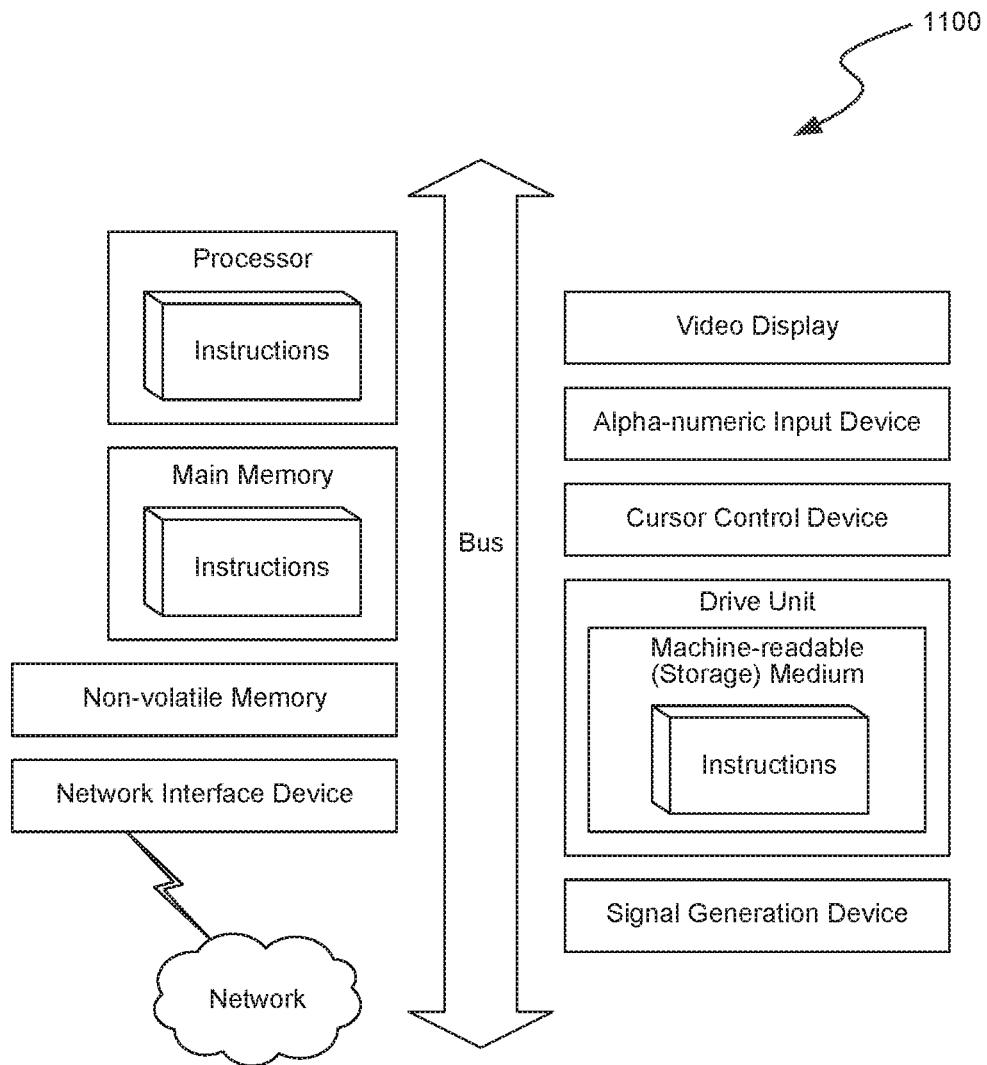 1100
Processor
Instructions
Main Memory
Instructions
Non-volatile Memory
Network Interface Device
Network
Bus
Video Display
Alpha-numeric Input Device
Cursor Control Device
Drive Unit
Machine-readable
(Storage) Medium
Instructions
Signal Generation Device